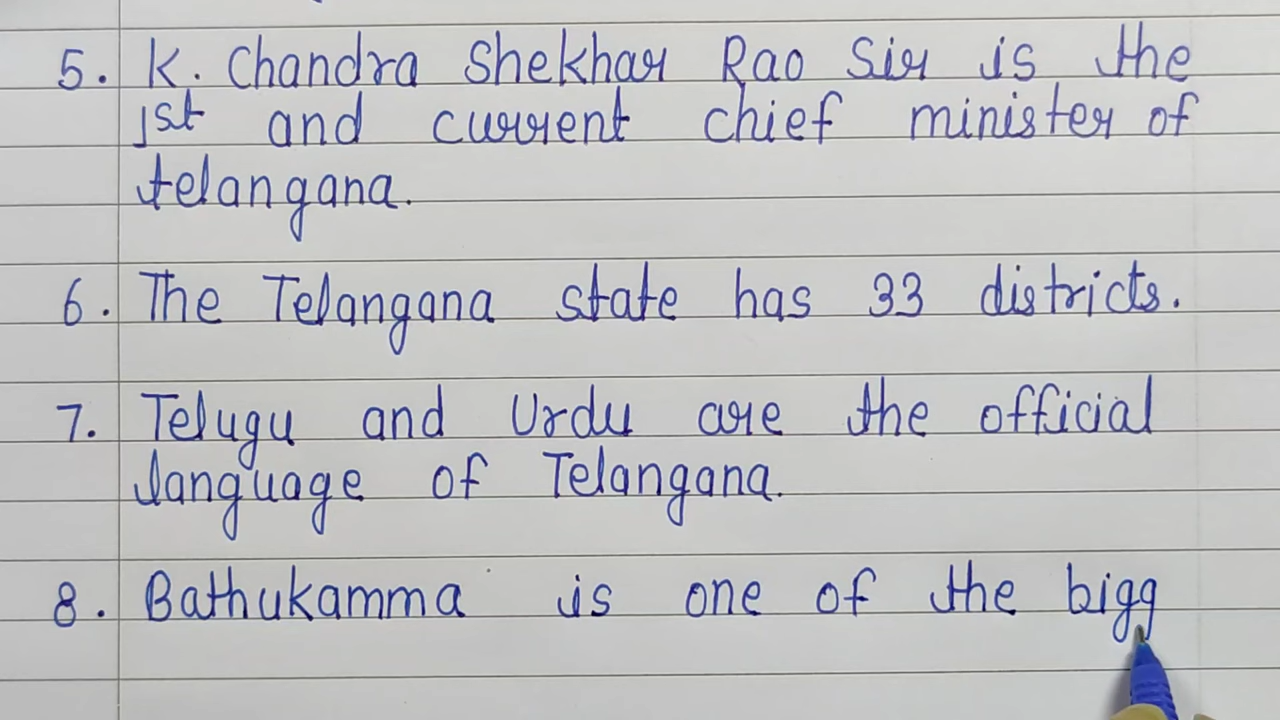 5. K. Chandra Shekhar Rao Sir is the
1st and current chief minister of
telangana.
6. The Telangana state has 33 districts.
7. Telugu and Urdu are the official
language of Telangana.
8. Bathukamma is one of the bigg